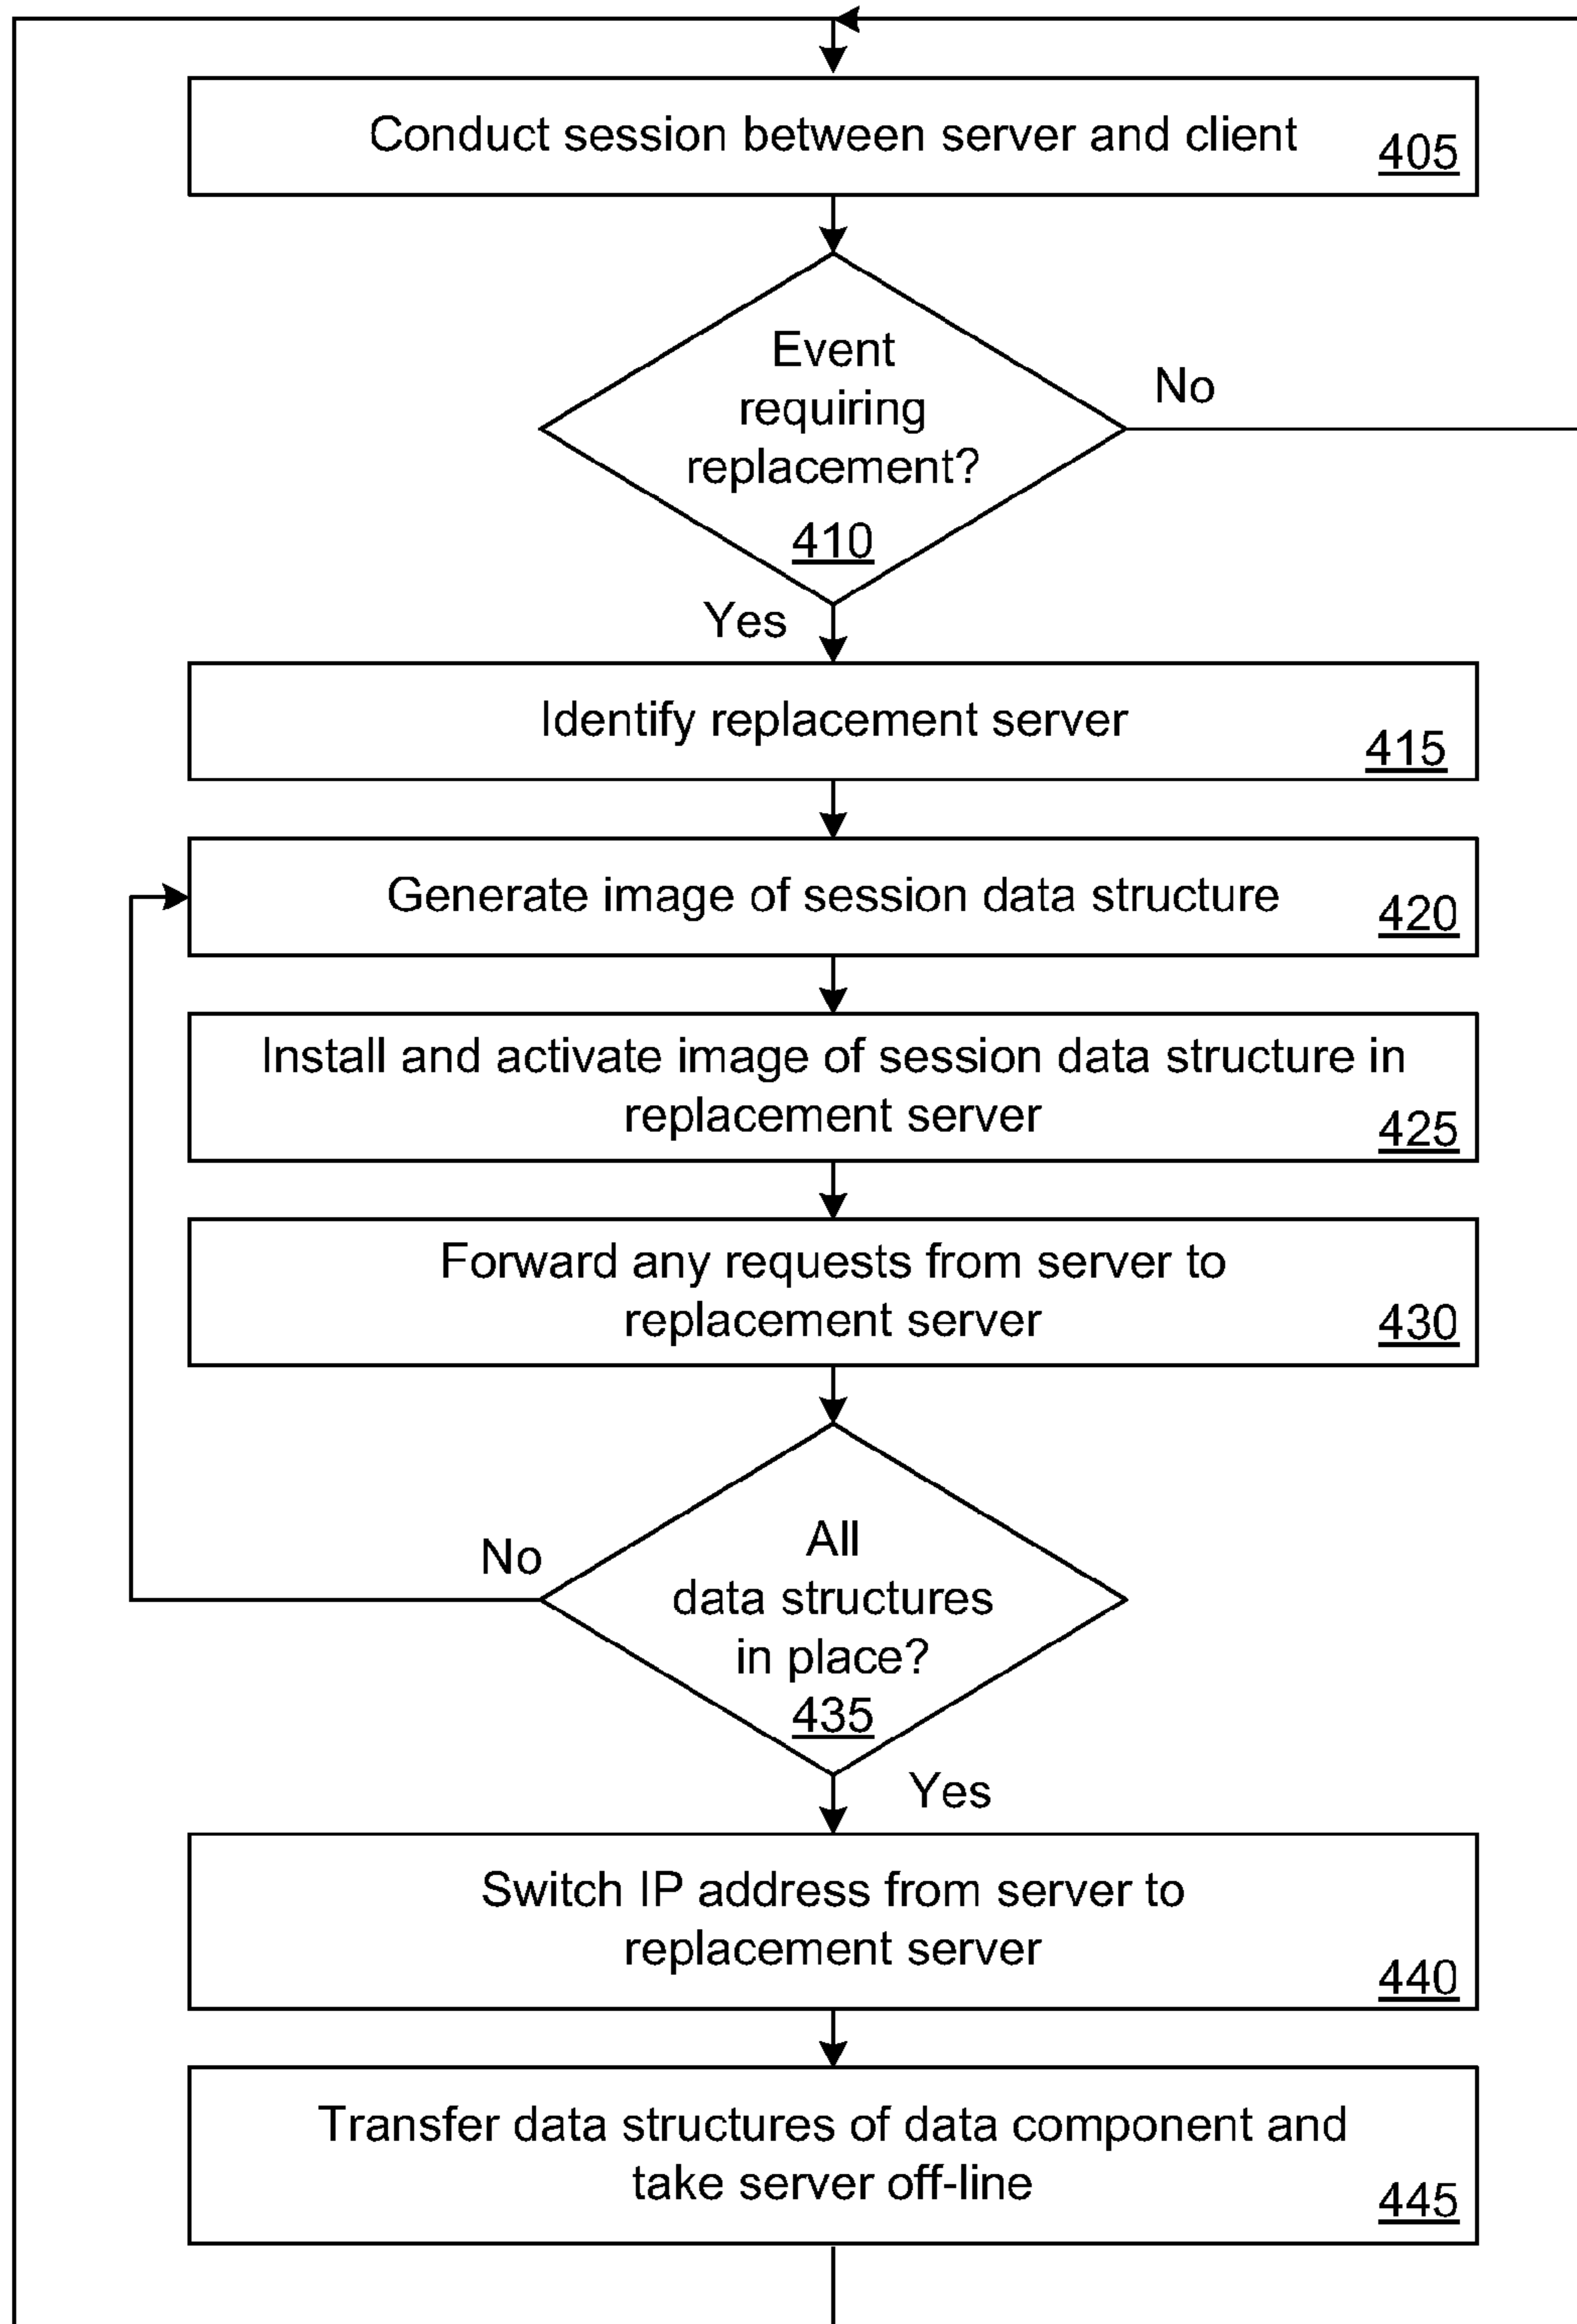 Conduct session between server and client
405
Event
requiring
replacement?
410
No
Yes
Identify replacement server
415
Generate image of session data structure
420
Install and activate image of session data structure in
replacement server
425
Forward any requests from server to
replacement server
430
All
data structures
in place?
435
No
Yes
Switch IP address from server to
replacement server
440
Transfer data structures of data component and
take server off-line
445